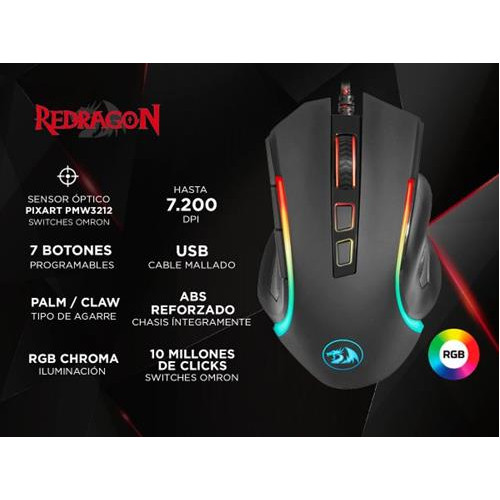 REDRAGON
SENSOR ÓPTICO
PIXART PMW3212
SWITCHES OMRON
HASTA
7.200
DPI
7 BOTONES
PROGRAMABLES
USB
CABLE MALLADO
PALM / CLAW
TIPO DE AGARRE
ABS
REFORZADO
CHASIS ÍNTEGRAMENTE
RGB CHROMA
ILUMINACIÓN
10 MILLONES
DE CLICKS
SWITCHES OMRON
RGB